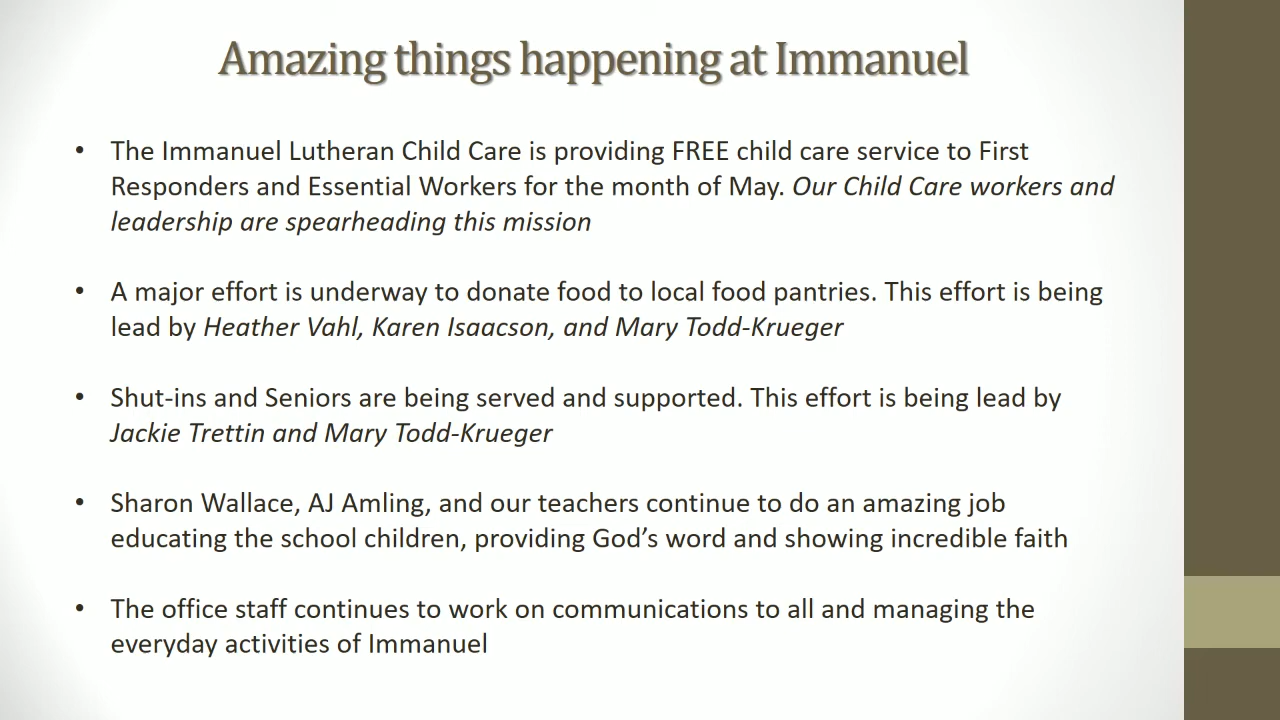 Amazing things happening at Immanuel
• The Immanuel Lutheran Child Care is providing FREE child care service to First
Responders and Essential Workers for the month of May. Our Child Care workers and
leadership are spearheading this mission
• A major effort is underway to donate food to local food pantries. This effort is being
lead by Heather Vahl, Karen Isaacson, and Mary Todd-Krueger
• Shut-ins and Seniors are being served and supported. This effort is being lead by
Jackie Trettin and Mary Todd-Krueger
• Sharon Wallace, AJ Amling, and our teachers continue to do an amazing job
educating the school children, providing God’s word and showing incredible faith
• The office staff continues to work on communications to all and managing the
everyday activities of Immanuel